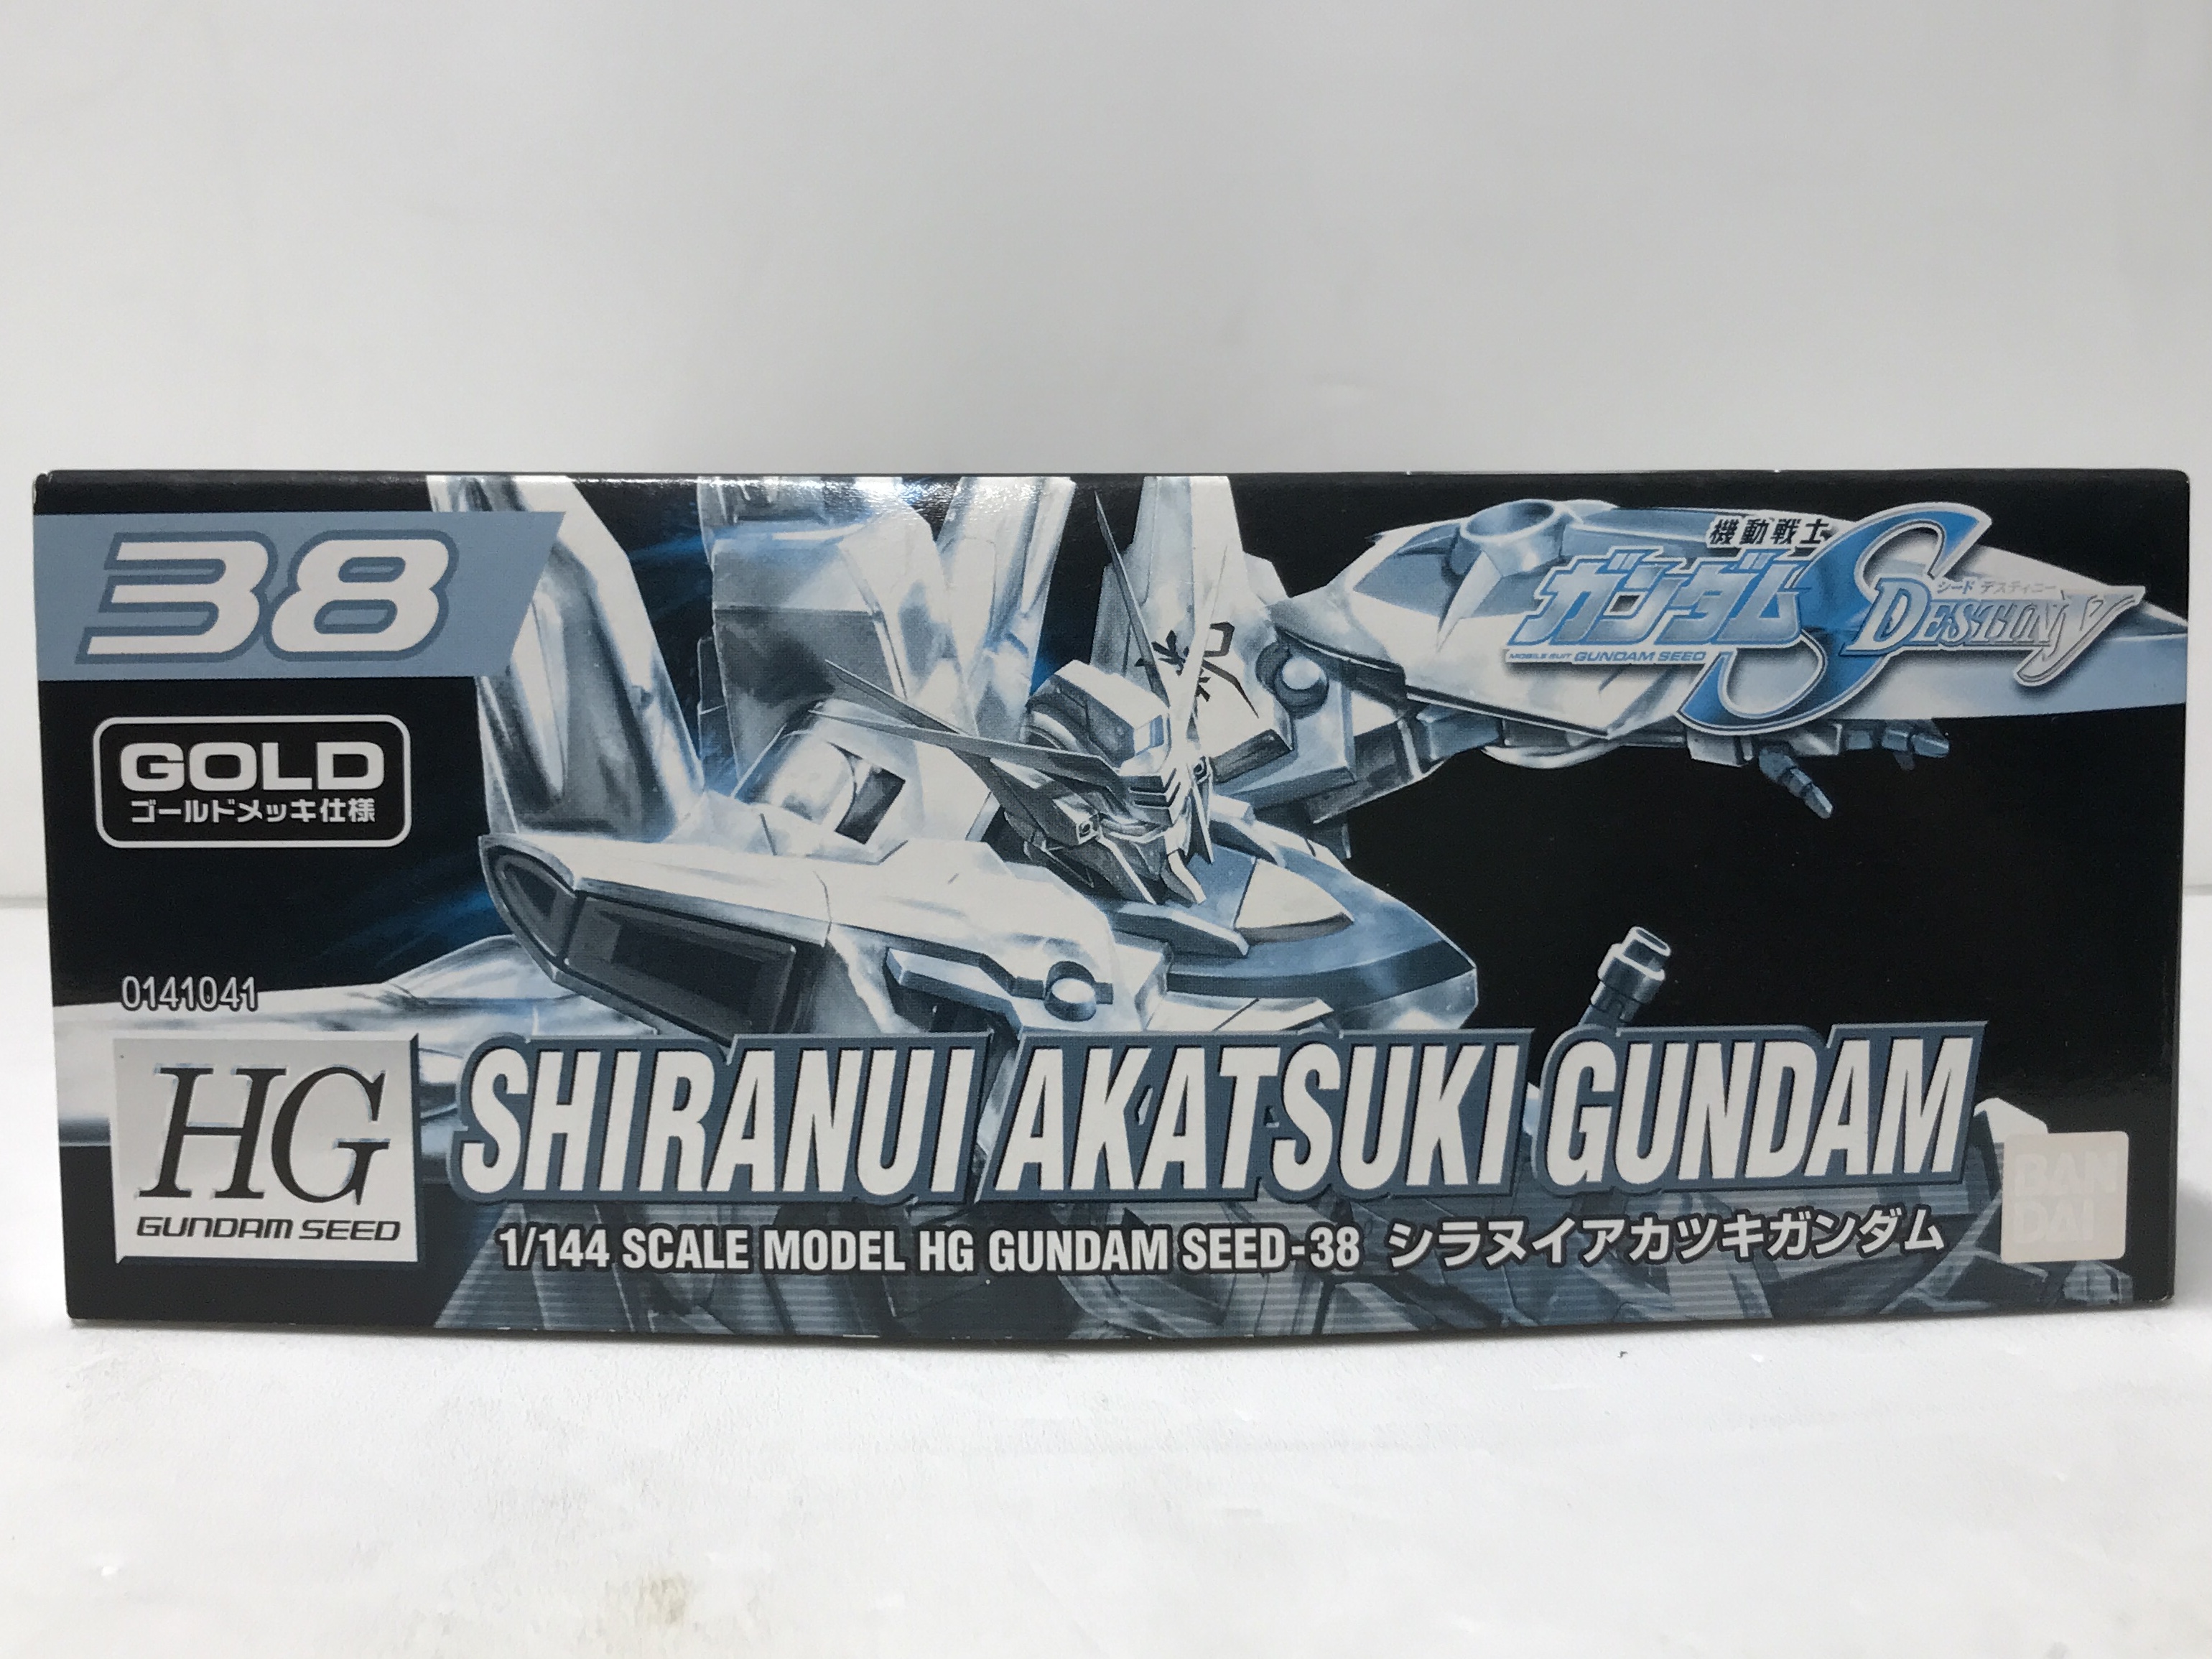 38
機動戦士
ガンダム
シード デスティニー
SEED DESTINY
MOBILE SUIT GUNDAM SEED
GOLD
ゴールドメッキ仕様
0141041
HG
GUNDAM SEED
SHIRANUI AKATSUKI GUNDAM
1/144 SCALE MODEL HG GUNDAM SEED-38 シラヌイアカツキガンダム
BAN
DAI